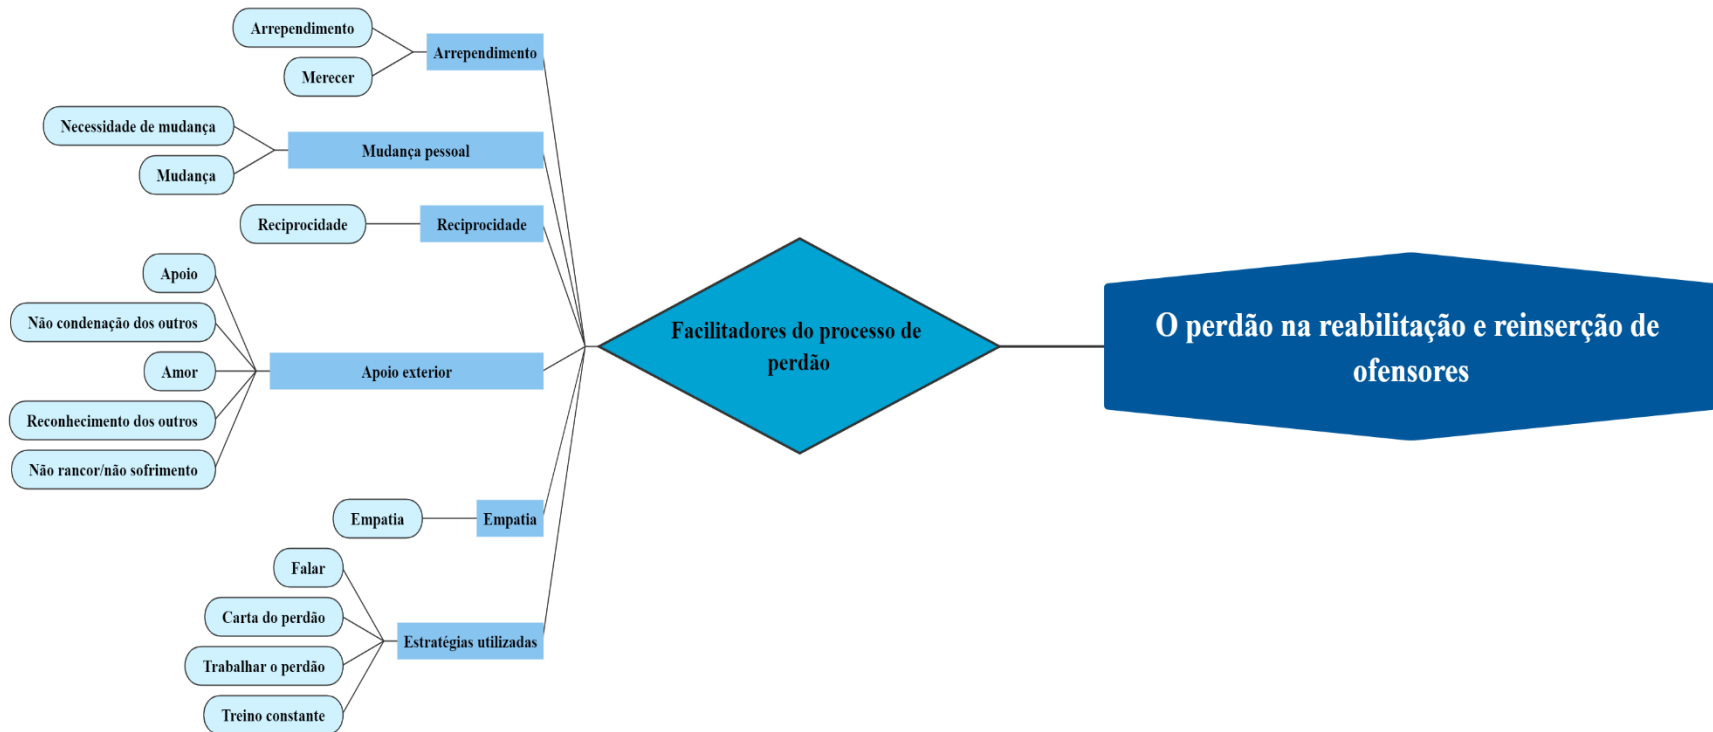 Arrependimento
Merecer
Arrependimento
Necessidade de mudança
Mudança
Mudança pessoal
Reciprocidade
Reciprocidade
Apoio
Não condenação dos outros
Amor
Reconhecimento dos outros
Não rancor/não sofrimento
Apoio exterior
Empatia
Empatia
Falar
Carta do perdão
Trabalhar o perdão
Treino constante
Estratégias utilizadas
Facilitadores do processo de
perdão
O perdão na reabilitação e reinserção de
ofensores